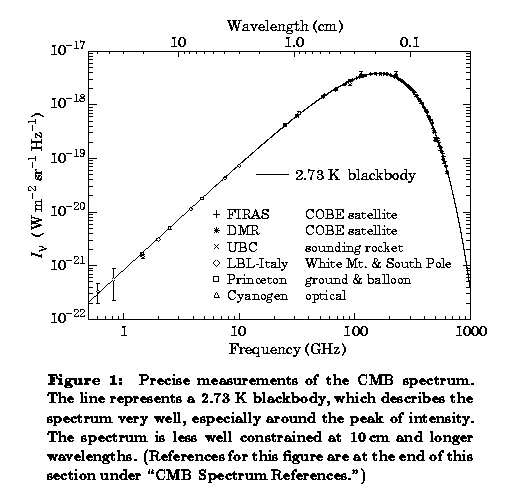 Wavelength (cm)
10 1.0 0.1
10−17
10−18
10−19
10−20
10−21
10−22
Iν (W m−2 sr−1 Hz−1)
2.73 K blackbody
FIRAS COBE satellite
DMR COBE satellite
UBC sounding rocket
LBL-Italy White Mt. & South Pole
Princeton ground & balloon
Cyanogen optical
1 10 100 1000
Frequency (GHz)
Figure 1: Precise measurements of the CMB spectrum.
The line represents a 2.73 K blackbody, which describes the
spectrum very well, especially around the peak of intensity.
The spectrum is less well constrained at 10 cm and longer
wavelengths. (References for this figure are at the end of this
section under “CMB Spectrum References.”)